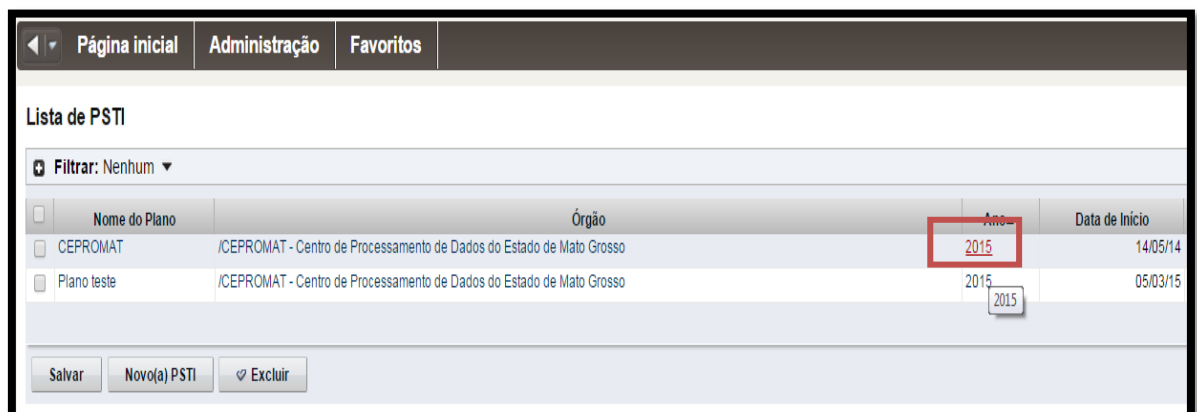 Página inicial Administração Favoritos
Lista de PSTI
Filtrar: Nenhum
Nome do Plano Órgão Ano Data de Início
CEPROMAT /CEPROMAT - Centro de Processamento de Dados do Estado de Mato Grosso 2015 14/05/14
Plano teste /CEPROMAT - Centro de Processamento de Dados do Estado de Mato Grosso 2015 05/03/15
2015
Salvar Novo(a) PSTI Excluir